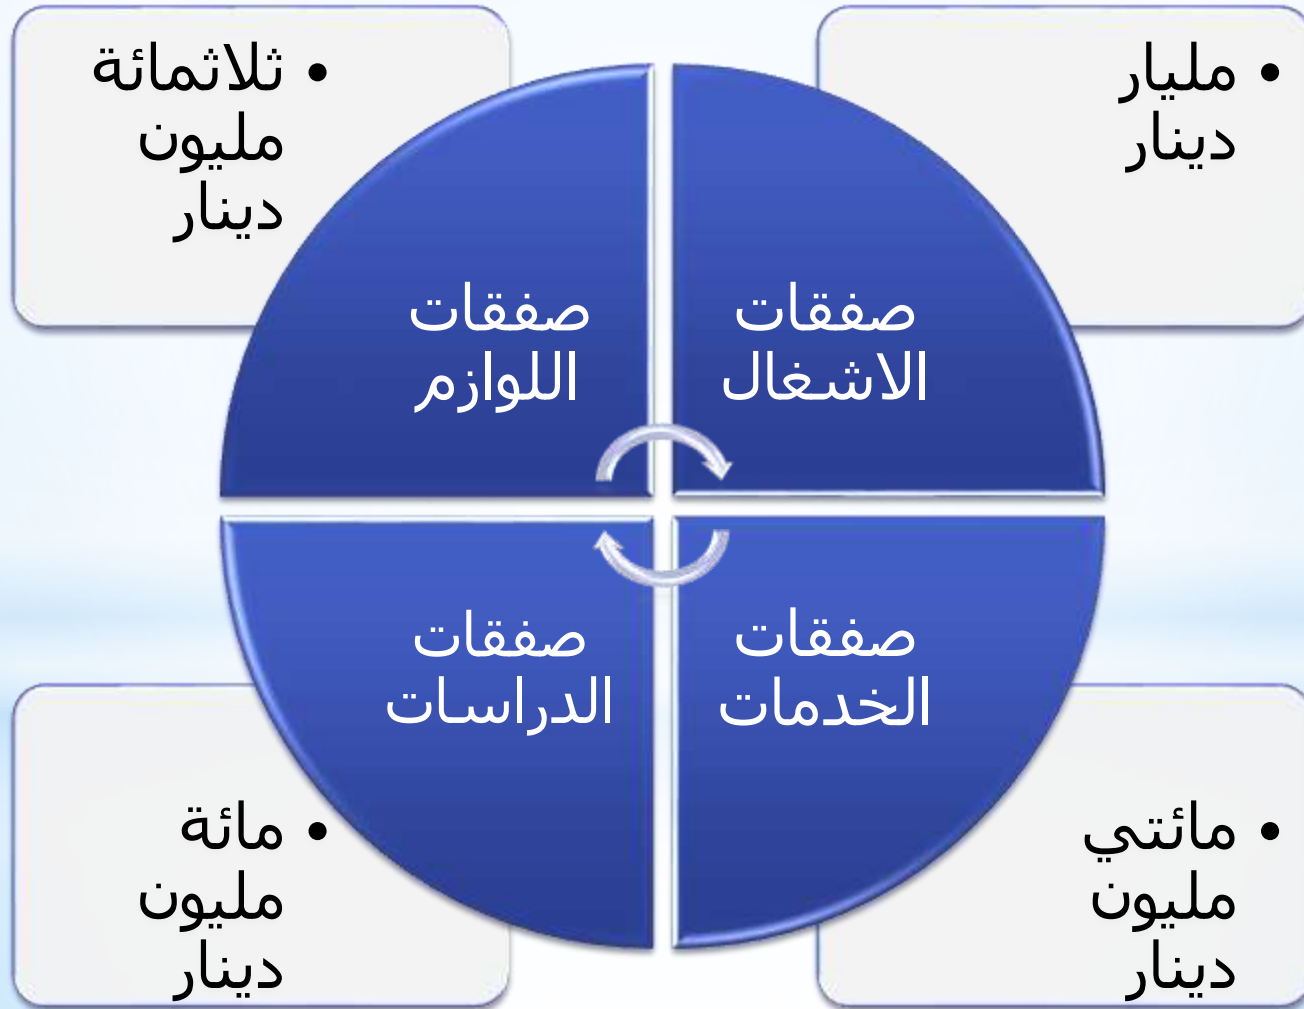 • مليار
دينار
صفقات
الاشغال
• ثلاثمائة
مليون
دينار
صفقات
اللوازم
صفقات
الخدمات
• مائتي
مليون
دينار
صفقات
الدراسات
• مائة
مليون
دينار